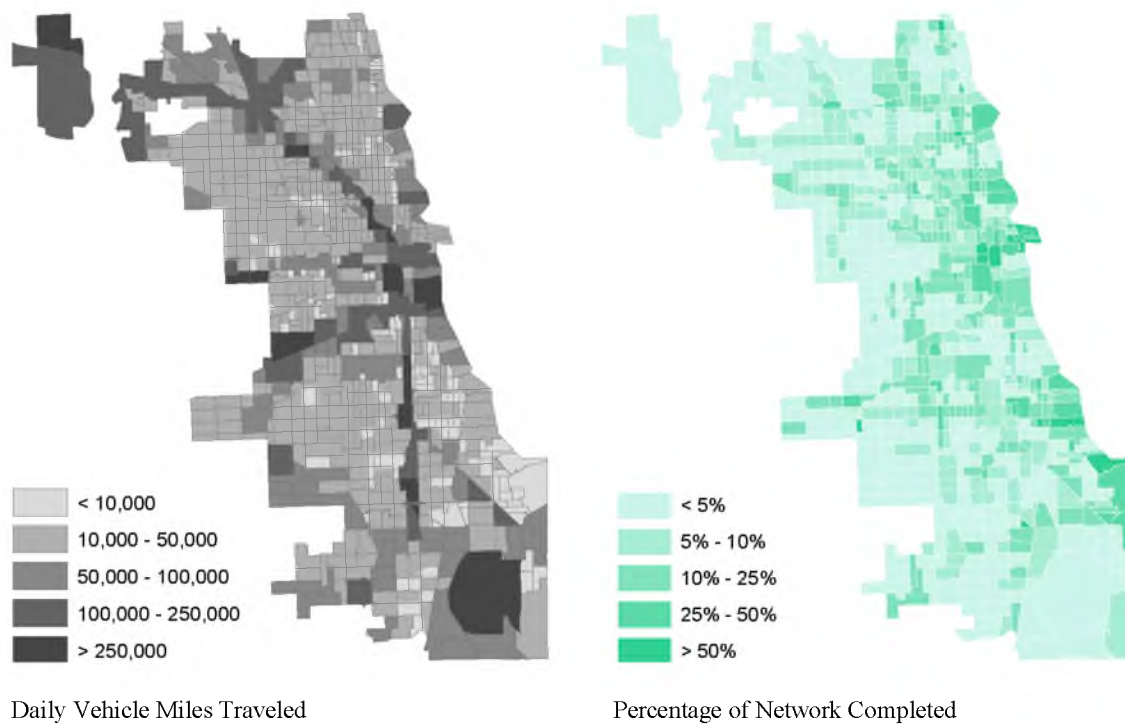 < 10,000
10,000 - 50,000
50,000 - 100,000
100,000 - 250,000
> 250,000
Daily Vehicle Miles Traveled
< 5%
5% - 10%
10% - 25%
25% - 50%
> 50%
Percentage of Network Completed